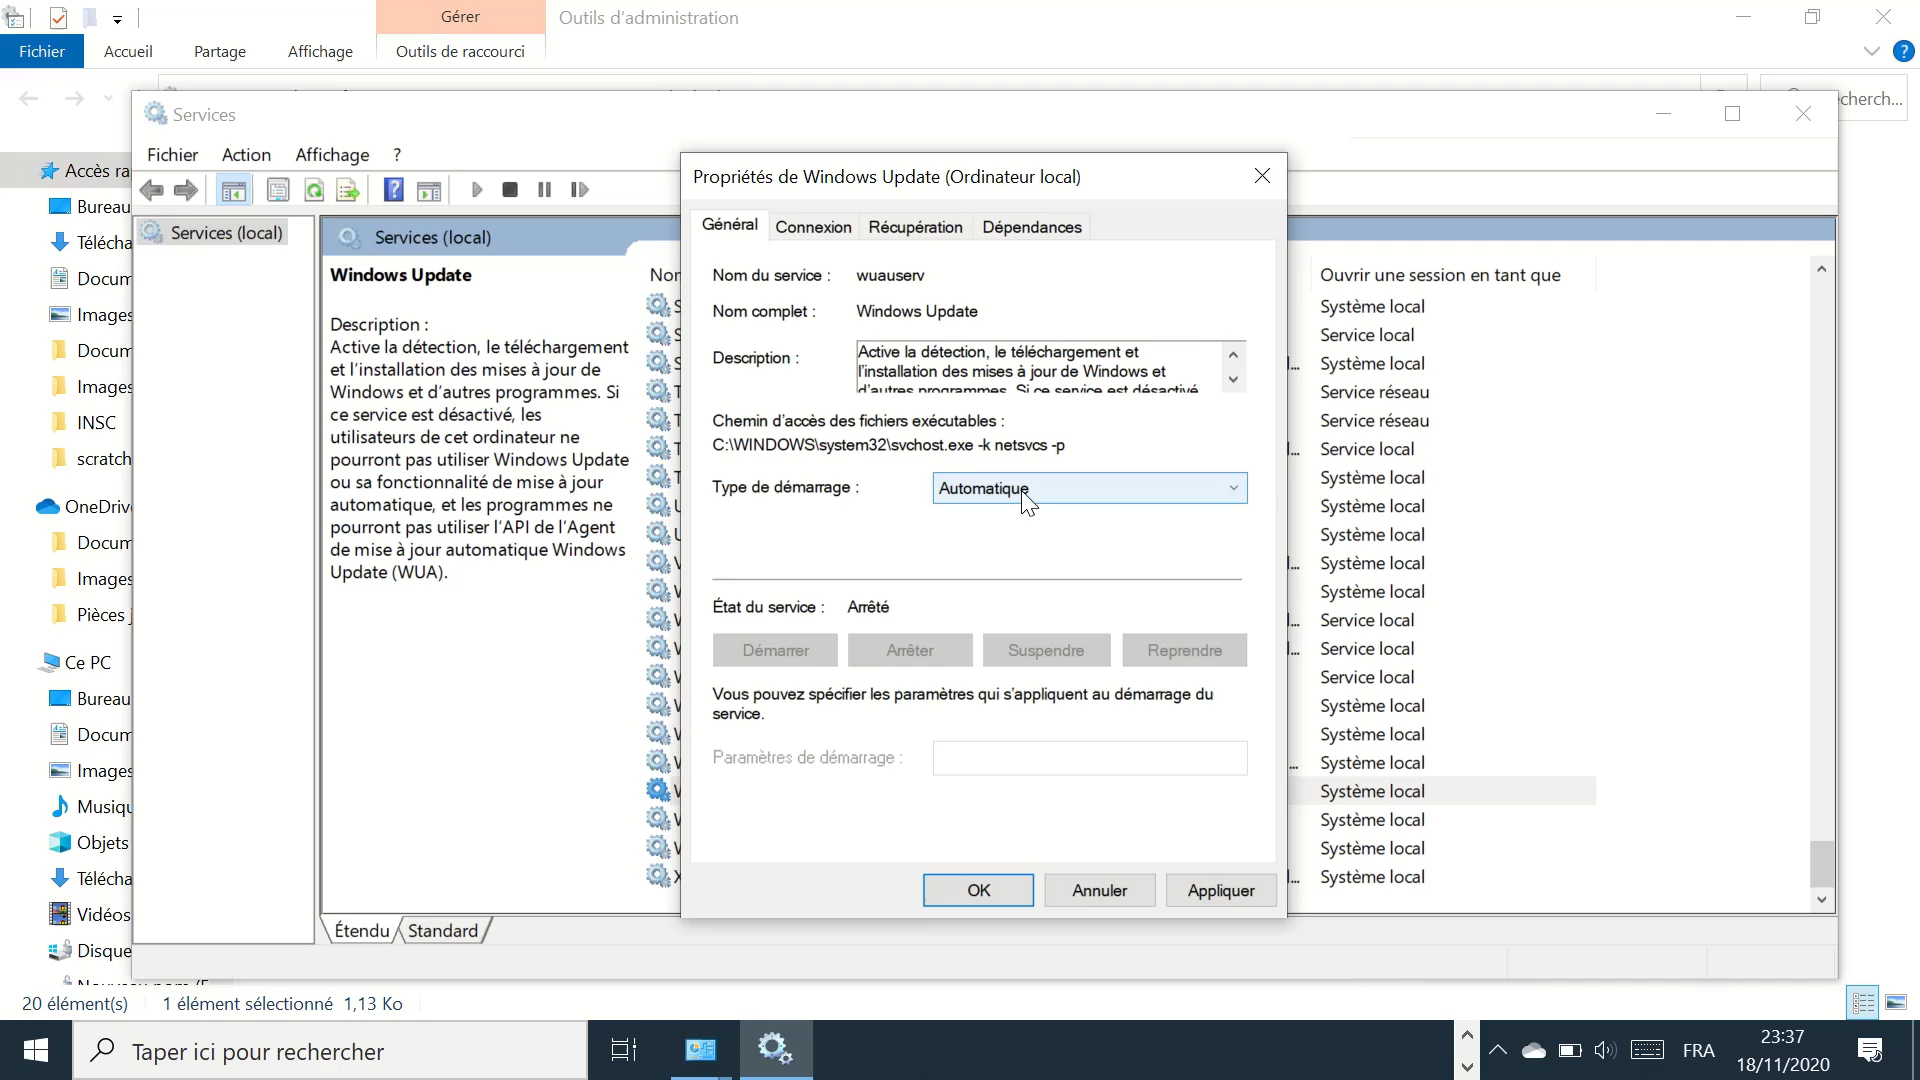 Gérer
Outils d'administration
Fichier
Accueil
Partage
Affichage
Outils de raccourci
?
cherch...
Services
Fichier
Action
Affichage
?
?
Accès ra
Bureau
Télécha
Docum
Images
Docum
Images
INSC
scratch
OneDriv
Docum
Images
Pièces j
Ce PC
Bureau
Docum
Images
Musiqu
Objets
Télécha
Vidéos
Disque
Services (local)
Services (local)
Windows Update
Description :
Active la détection, le téléchargement
et l'installation des mises à jour de
Windows et d'autres programmes. Si
ce service est désactivé, les
utilisateurs de cet ordinateur ne
pourront pas utiliser Windows Update
ou sa fonctionnalité de mise à jour
automatique, et les programmes ne
pourront pas utiliser l'API de l'Agent
de mise à jour automatique Windows
Update (WUA).
Nor
Propriétés de Windows Update (Ordinateur local)
Général
Connexion
Récupération
Dépendances
Nom du service :
wuauserv
Nom complet :
Windows Update
Description :
Active la détection, le téléchargement et
l'installation des mises à jour de Windows et
d'autres programmes. Si ce service est désactivé
Chemin d'accès des fichiers exécutables :
C:\WINDOWS\system32\svchost.exe -k netsvcs -p
Type de démarrage :
Automatique
État du service :
Arrêté
Démarrer
Arrêter
Suspendre
Reprendre
Vous pouvez spécifier les paramètres qui s'appliquent au démarrage du
service.
Paramètres de démarrage :
OK
Annuler
Appliquer
Ouvrir une session en tant que
Système local
Service local
Système local
Service réseau
Service réseau
Service local
Système local
Système local
Système local
Système local
Système local
Service local
Service local
Service local
Système local
Système local
Système local
Système local
Système local
Système local
Système local
Étendu
Standard
20 élément(s)
1 élément sélectionné 1,13 Ko
Taper ici pour rechercher
FRA
23:37
18/11/2020